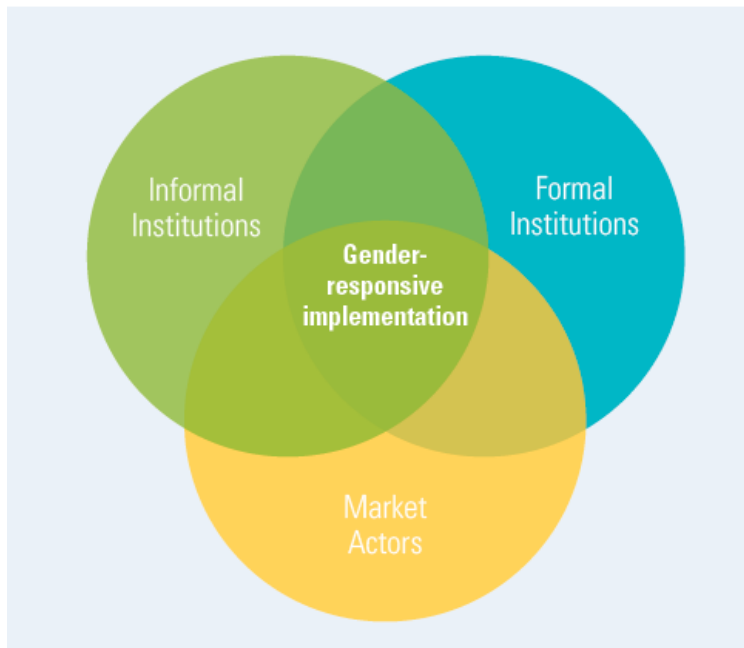 Informal
Institutions
Formal
Institutions
Gender-
responsive
implementation
Market
Actors